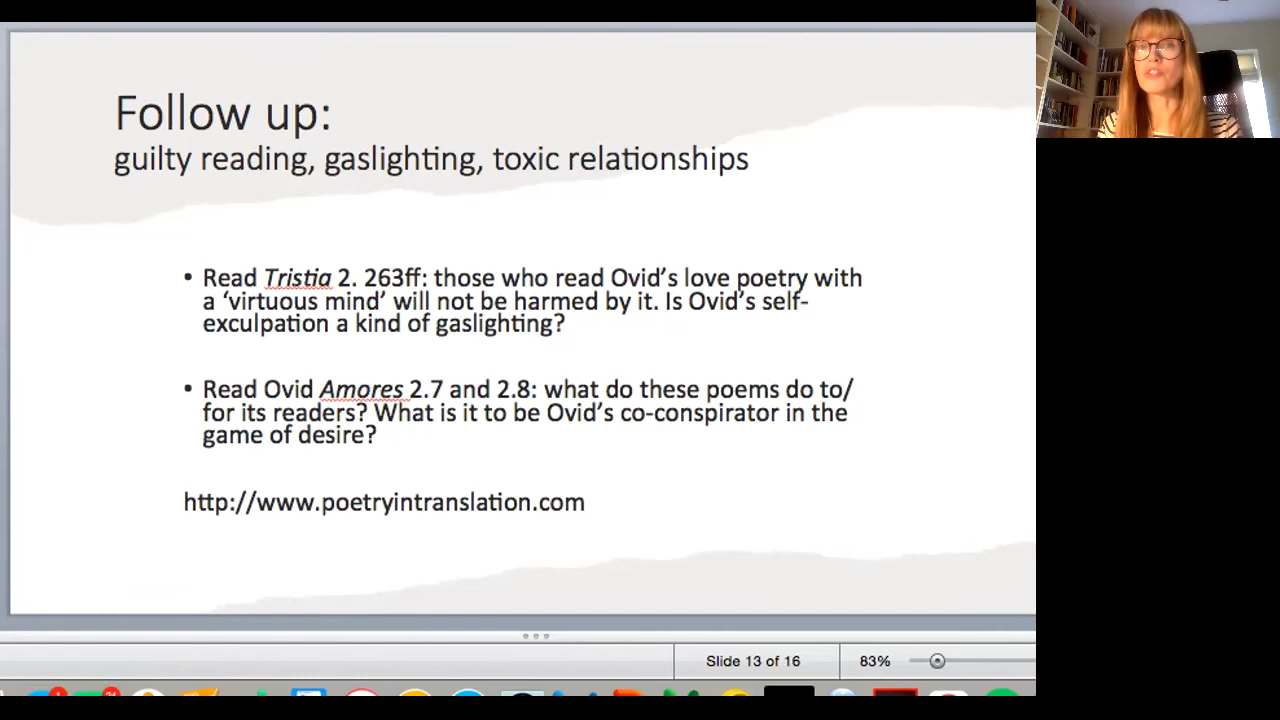 Follow up:
guilty reading, gaslighting, toxic relationships
• Read Tristia 2. 263ff: those who read Ovid's love poetry with
a 'virtuous mind' will not be harmed by it. Is Ovid's self-
exculpation a kind of gaslighting?
• Read Ovid Amores 2.7 and 2.8: what do these poems do to/
for its readers? What is it to be Ovid's co-conspirator in the
game of desire?
http://www.poetryintranslation.com
Slide 13 of 16
83%